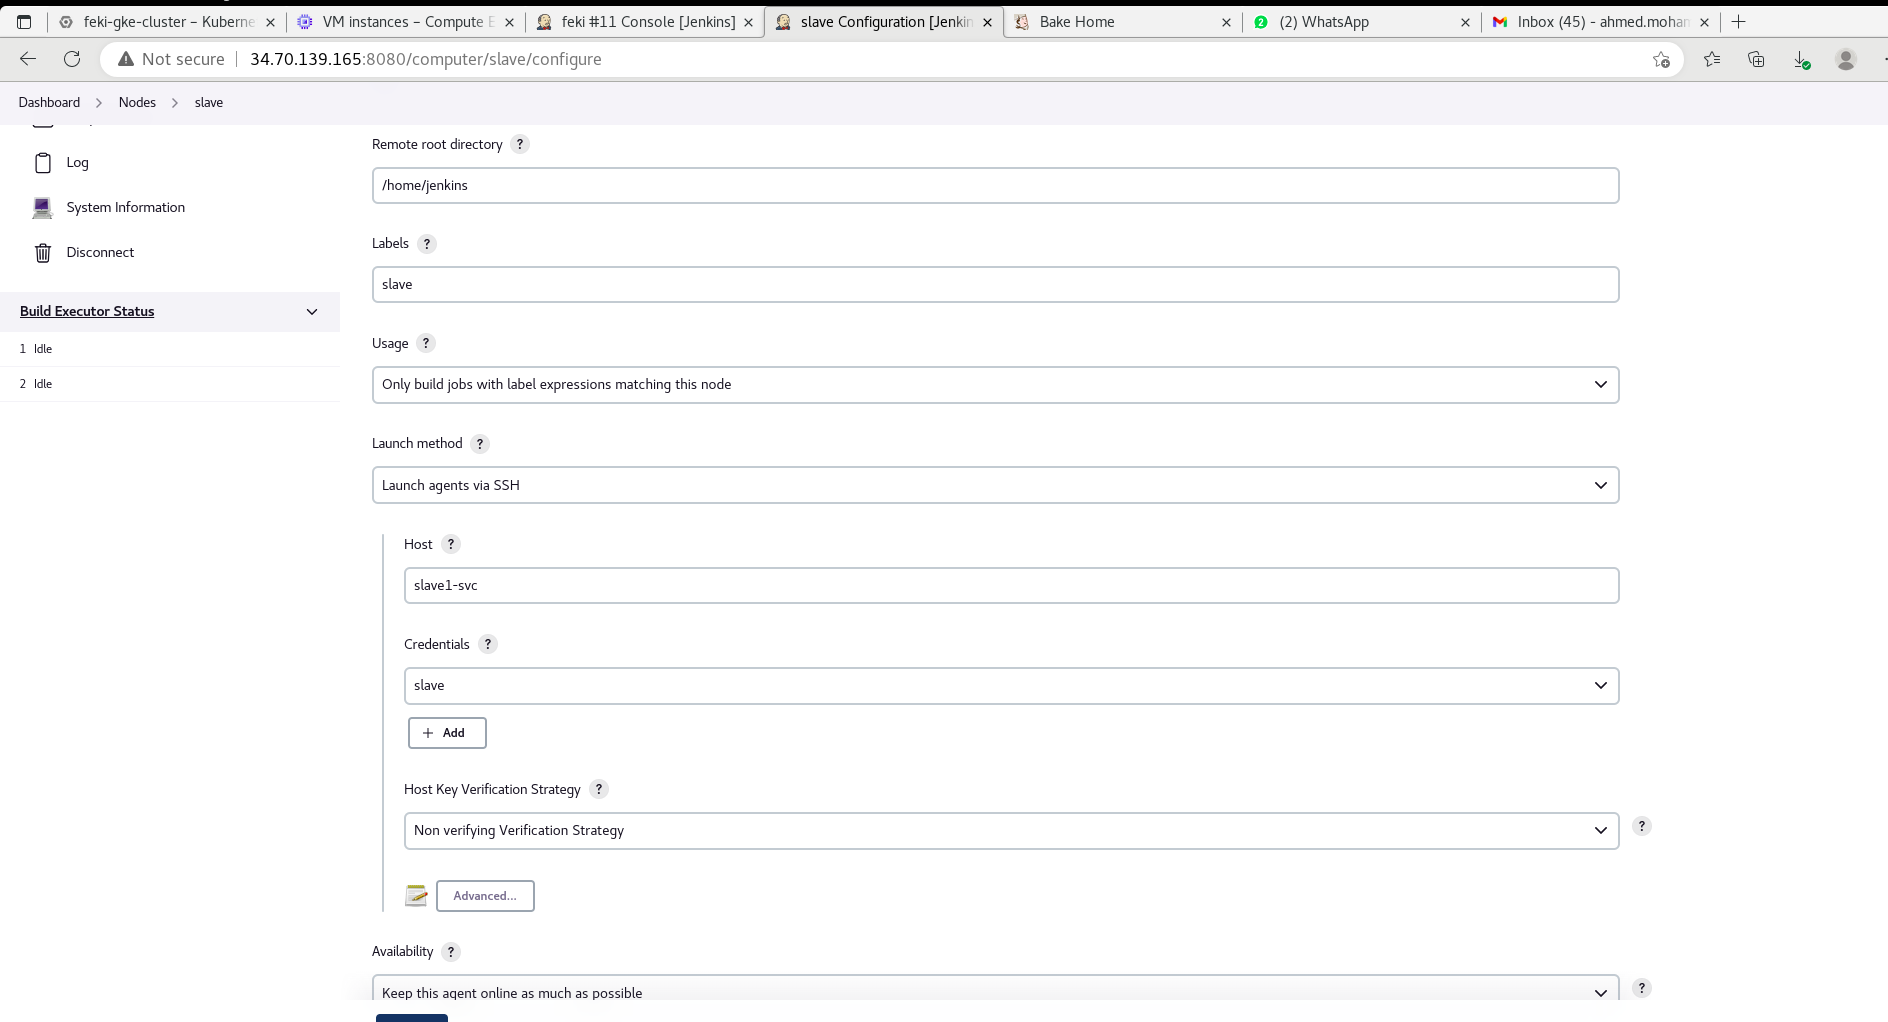 feki-gke-cluster – Kuberne
VM instances – Compute E
feki #11 Console [Jenkins]
slave Configuration [Jenkin
Bake Home
(2) WhatsApp
Inbox (45) - ahmed.mohan
Not secure
34.70.139.165:8080/computer/slave/configure
Dashboard
Nodes
slave
Log
System Information
Disconnect
Build Executor Status
1 Idle
2 Idle
Remote root directory ?
/home/jenkins
Labels ?
slave
Usage ?
Only build jobs with label expressions matching this node
Launch method ?
Launch agents via SSH
Host ?
slave1-svc
Credentials ?
slave
+ Add
Host Key Verification Strategy ?
Non verifying Verification Strategy
?
Advanced...
Availability ?
Keep this agent online as much as possible
?